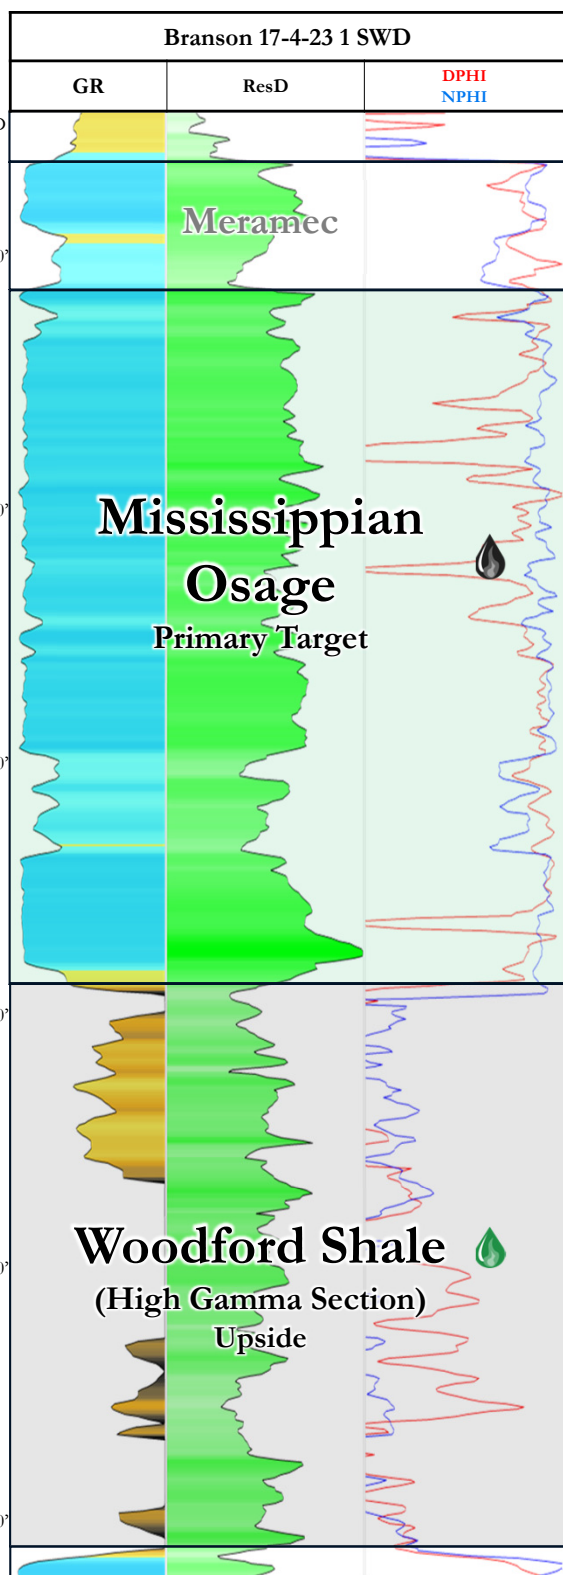 Branson 17-4-23 1 SWD
GR
ResD
DPHI
NPHI
Meramec
Mississippian
Osage
Primary Target
Woodford Shale
(High Gamma Section)
Upside